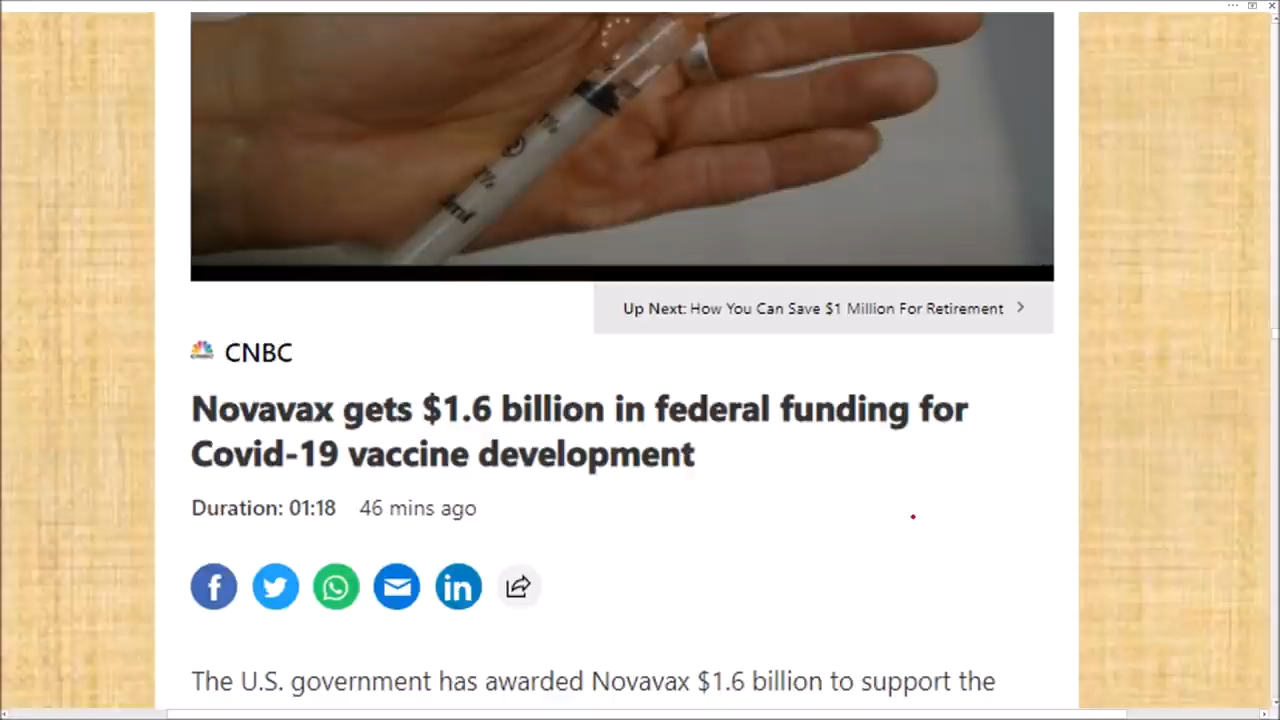 Up Next: How You Can Save $1 Million For Retirement
CNBC
Novavax gets $1.6 billion in federal funding for
Covid-19 vaccine development
Duration: 01:18 46 mins ago
The U.S. government has awarded Novavax $1.6 billion to support the